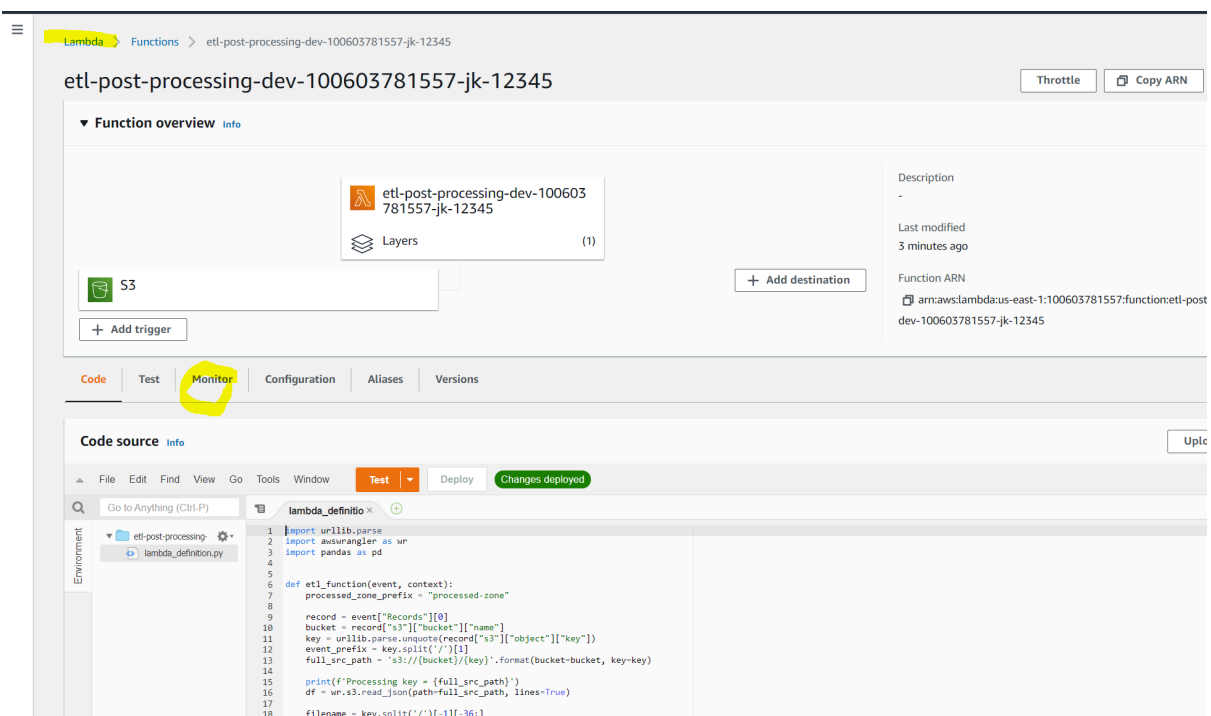 Lambda > Functions > etl-post-processing-dev-100603781557-jk-12345
etl-post-processing-dev-100603781557-jk-12345
Throttle
Copy ARN
▼ Function overview Info
etl-post-processing-dev-100603
781557-jk-12345
Layers (1)
S3
+ Add trigger
+ Add destination
Description
-
Last modified
3 minutes ago
Function ARN
arn:aws:lambda:us-east-1:100603781557:function:etl-post
dev-100603781557-jk-12345
Code Test Monitor Configuration Aliases Versions
Code source Info
Uplo
File Edit Find View Go Tools Window Test Deploy Changes deployed
Go to Anything (Ctrl-P)
lambda_definitio ×
Environment
etl-post-processing-
lambda_definition.py
1 import urllib.parse
2 import awswrangler as wr
3 import pandas as pd
4
5
6 def etl_function(event, context):
7 processed_zone_prefix = "processed-zone"
8
9 record = event["Records"][0]
10 bucket = record["s3"]["bucket"]["name"]
11 key = urllib.parse.unquote(record["s3"]["object"]["key"])
12 event_prefix = key.split('/')[1]
13 full_src_path = 's3://{bucket}/{key}'.format(bucket=bucket, key=key)
14
15 print(f'Processing key = {full_src_path}')
16 df = wr.s3.read_json(path=full_src_path, lines=True)
17
18 filename = key.split('/')[-1][-36:]